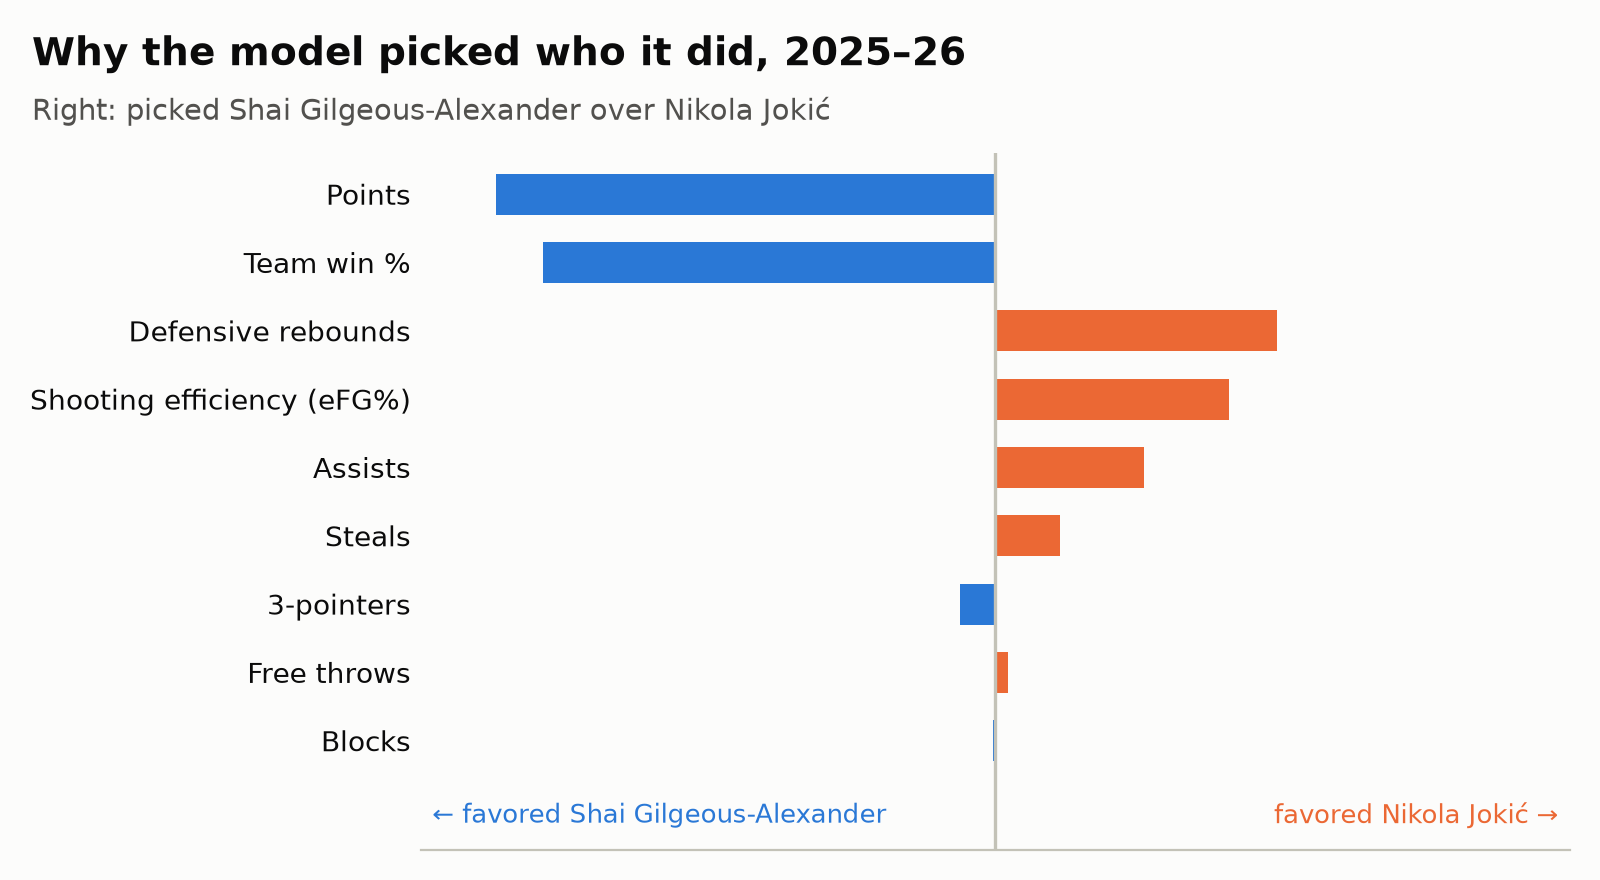 Why the model picked who it did, 2025–26
Right: picked Shai Gilgeous-Alexander over Nikola Jokić
Points
Team win %
Defensive rebounds
Shooting efficiency (eFG%)
Assists
Steals
3-pointers
Free throws
Blocks
← favored Shai Gilgeous-Alexander
favored Nikola Jokić →